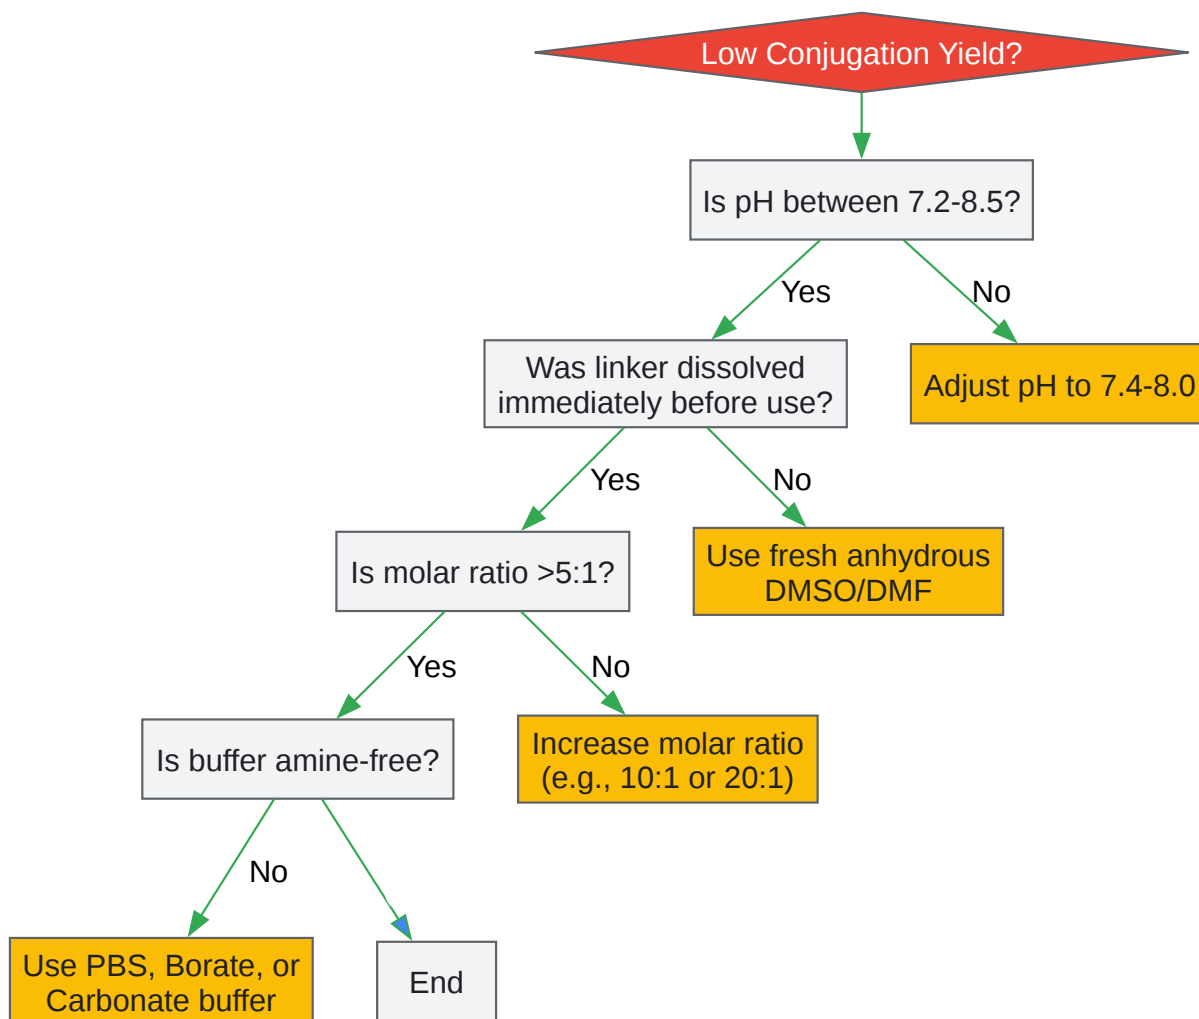 Low Conjugation Yield?
Is pH between 7.2-8.5?
Yes
No
Was linker dissolved
immediately before use?
Adjust pH to 7.4-8.0
Yes
No
Is molar ratio >5:1?
Use fresh anhydrous
DMSO/DMF
Yes
No
Is buffer amine-free?
Increase molar ratio
(e.g., 10:1 or 20:1)
No
Use PBS, Borate, or
Carbonate buffer
End